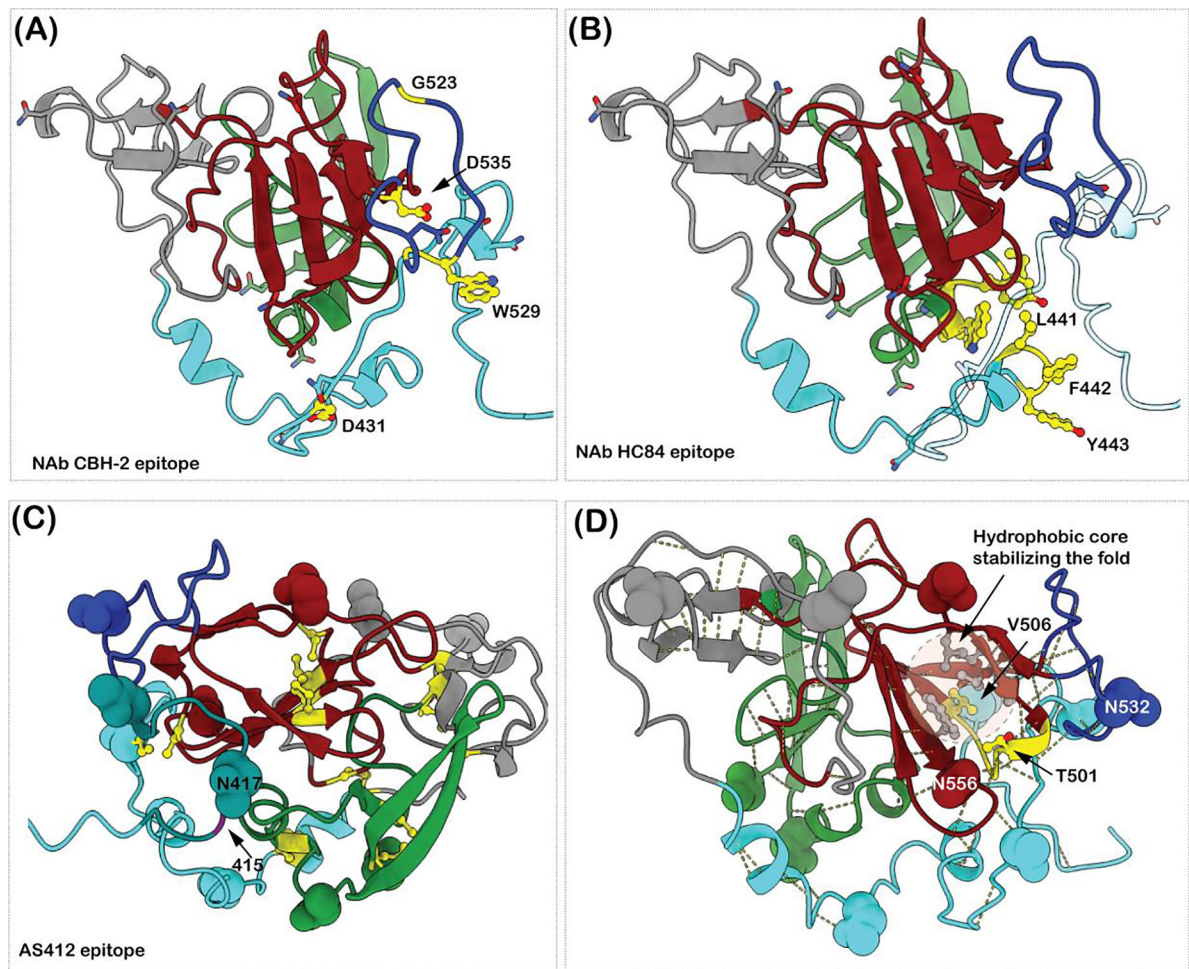 (A)
G523
D535
W529
D431
NAb CBH-2 epitope
(B)
L441
F442
Y443
NAb HC84 epitope
(C)
N417
415
AS412 epitope
(D)
Hydrophobic core
stabilizing the fold
V506
N532
N556
T501